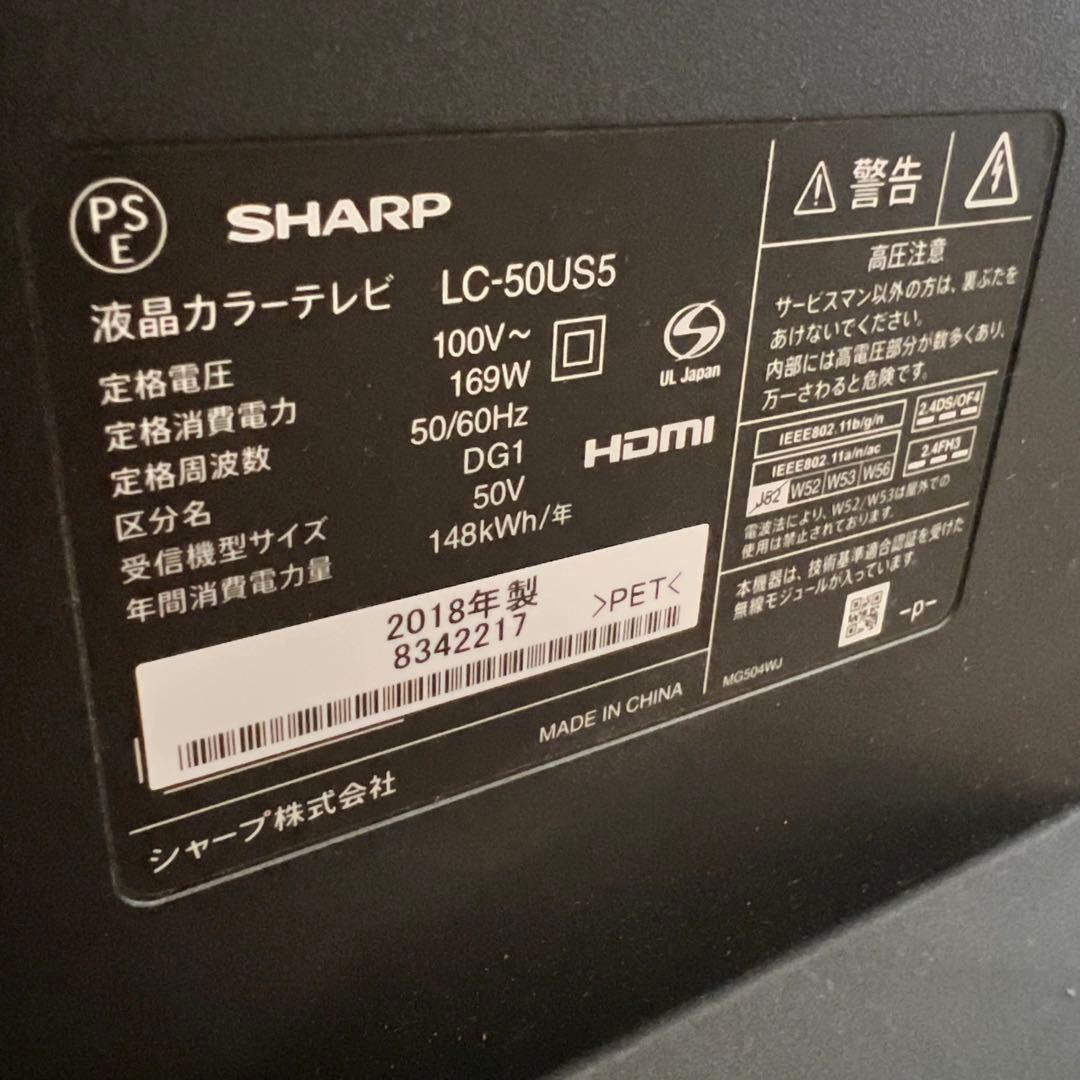 PS
E
SHARP
液晶カラーテレビ LC-50US5
定格電圧 100V～
定格消費電力 169W
定格周波数 50/60Hz
区分名 DG1
受信機型サイズ 50V
年間消費電力量 148kWh/年
UL Japan
HDMI
2018年製
8342217
>PET<
MADE IN CHINA
シャープ株式会社
警告
高圧注意
サービスマン以外の方は、裏ぶたを
あけないでください。
内部には高電圧部分が数多くあり、
万一さわると危険です。
IEEE802.11b/g/n
2.4DS/OF4
IEEE802.11a/n/ac
J52 W52 W53 W56
2.4FH3
電波法により、W52/W53は屋外での
使用は禁止されております。
本機器は、技術基準適合認証を受けた
無線モジュールが入っています。
-p-
MG504WJ